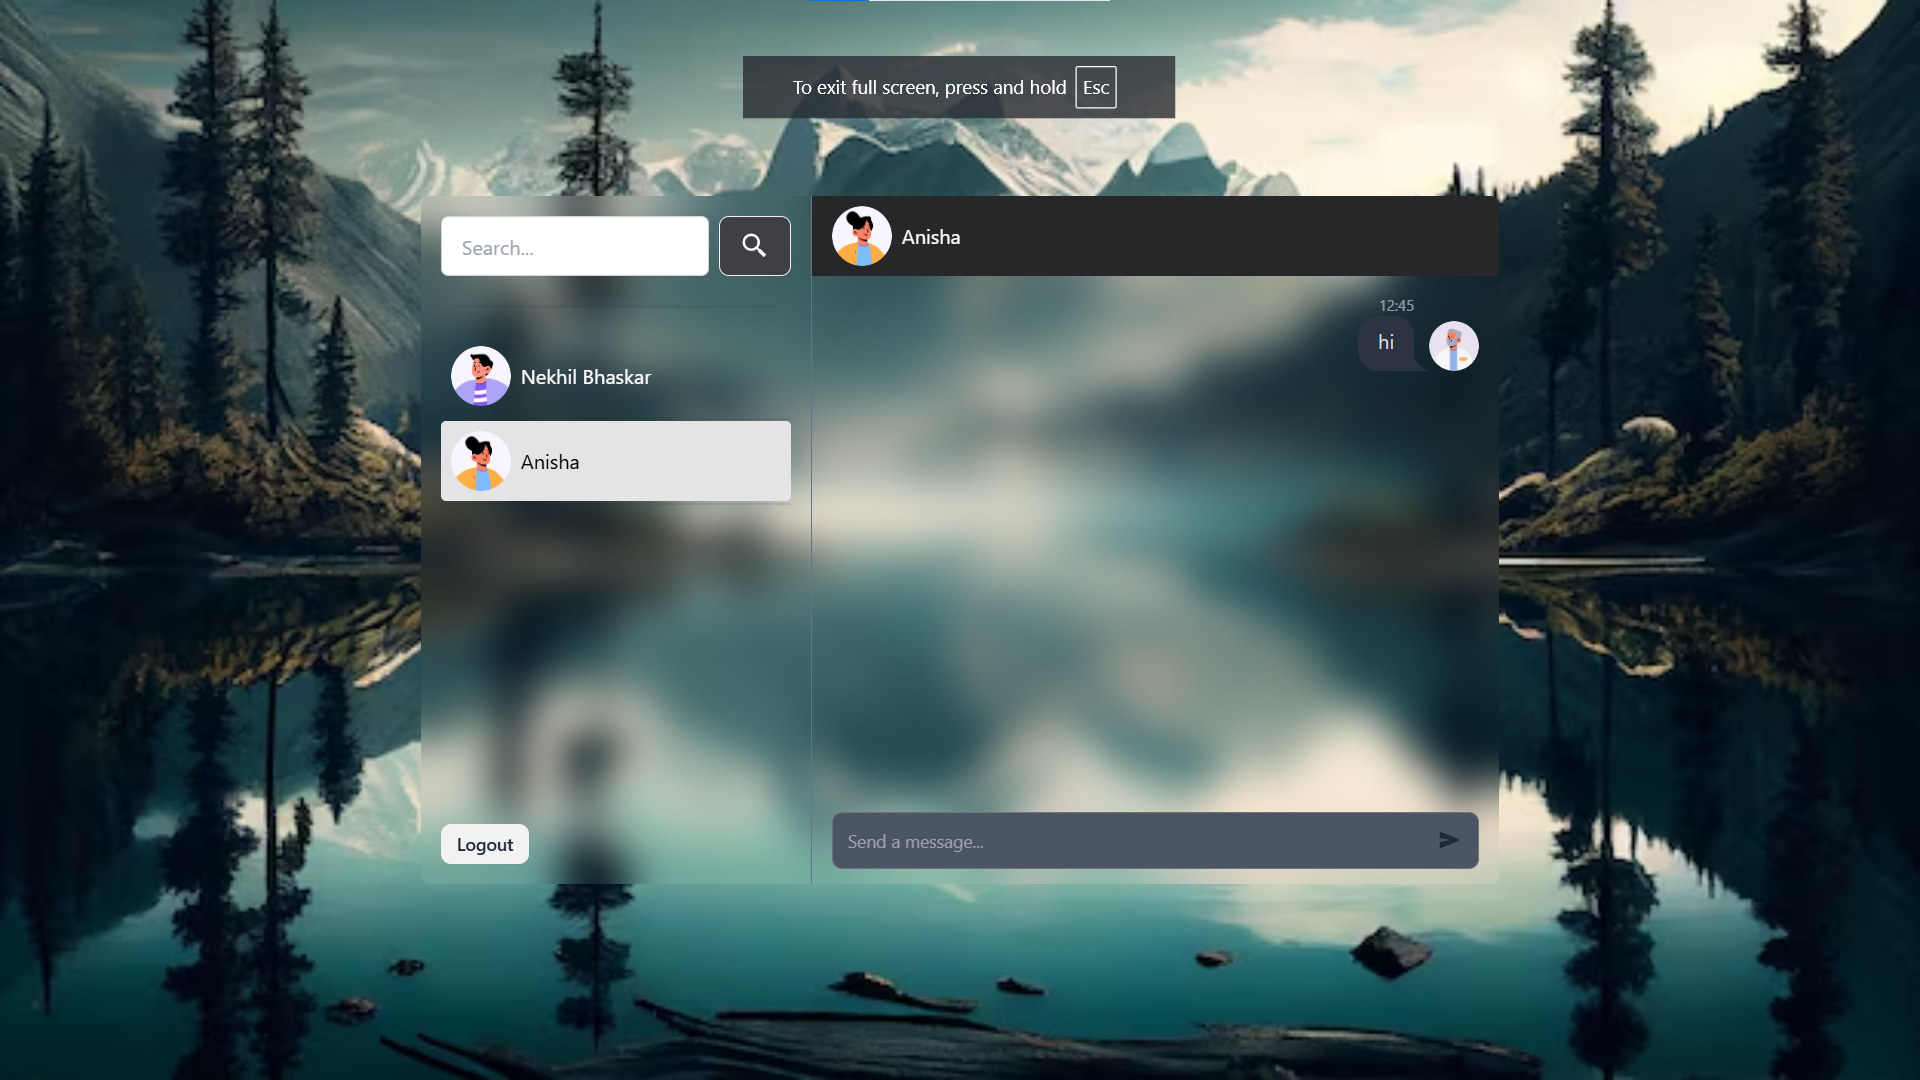 To exit full screen, press and hold Esc
Search...
Nekhil Bhaskar
Anisha
Logout
Anisha
12:45
hi
Send a message...